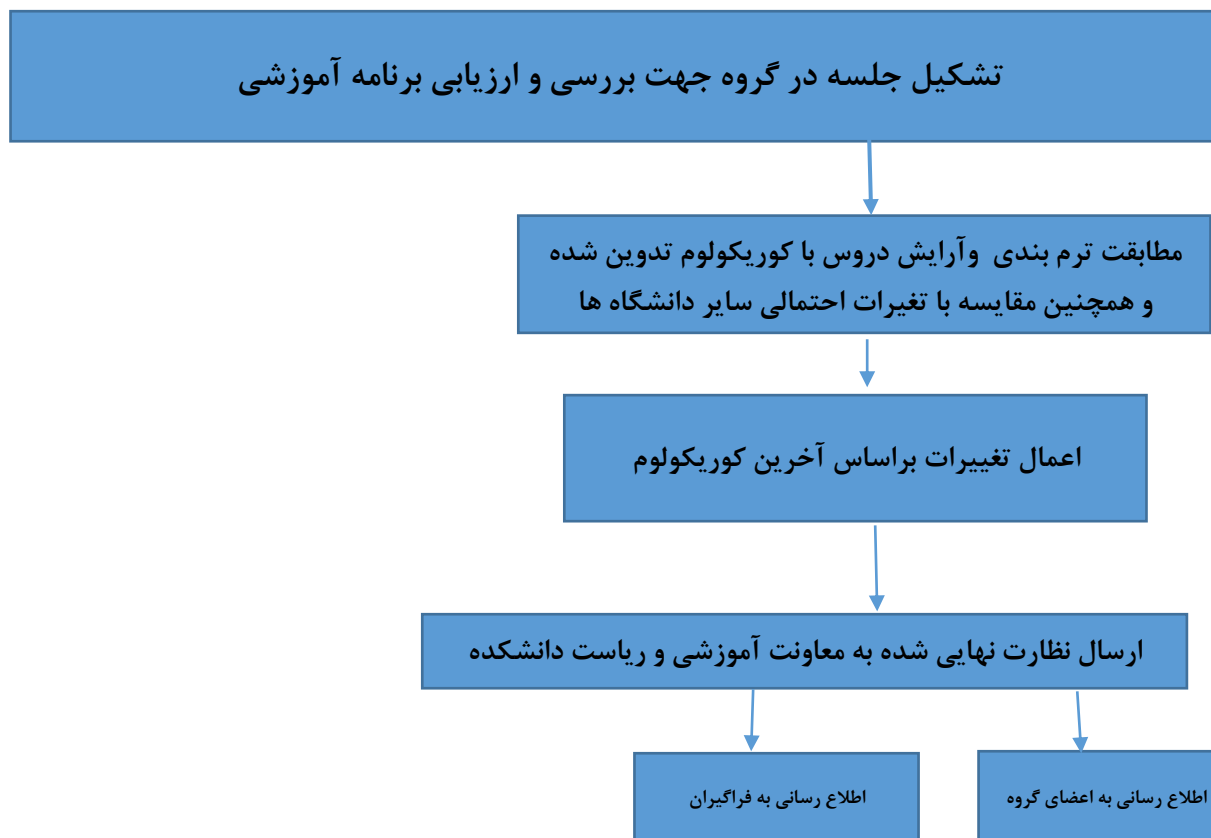 تشکیل جلسه در گروه جهت بررسی و ارزیابی برنامه آموزشی
مطابقت ترم بندی وآرایش دروس با کوریکولوم تدوین شده
و همچنین مقایسه با تغیرات احتمالی سایر دانشگاه ها
اعمال تغییرات براساس آخرین کوریکولوم
ارسال نظارت نهایی شده به معاونت آموزشی و ریاست دانشکده
اطلاع رسانی به اعضای گروه
اطلاع رسانی به فراگیران